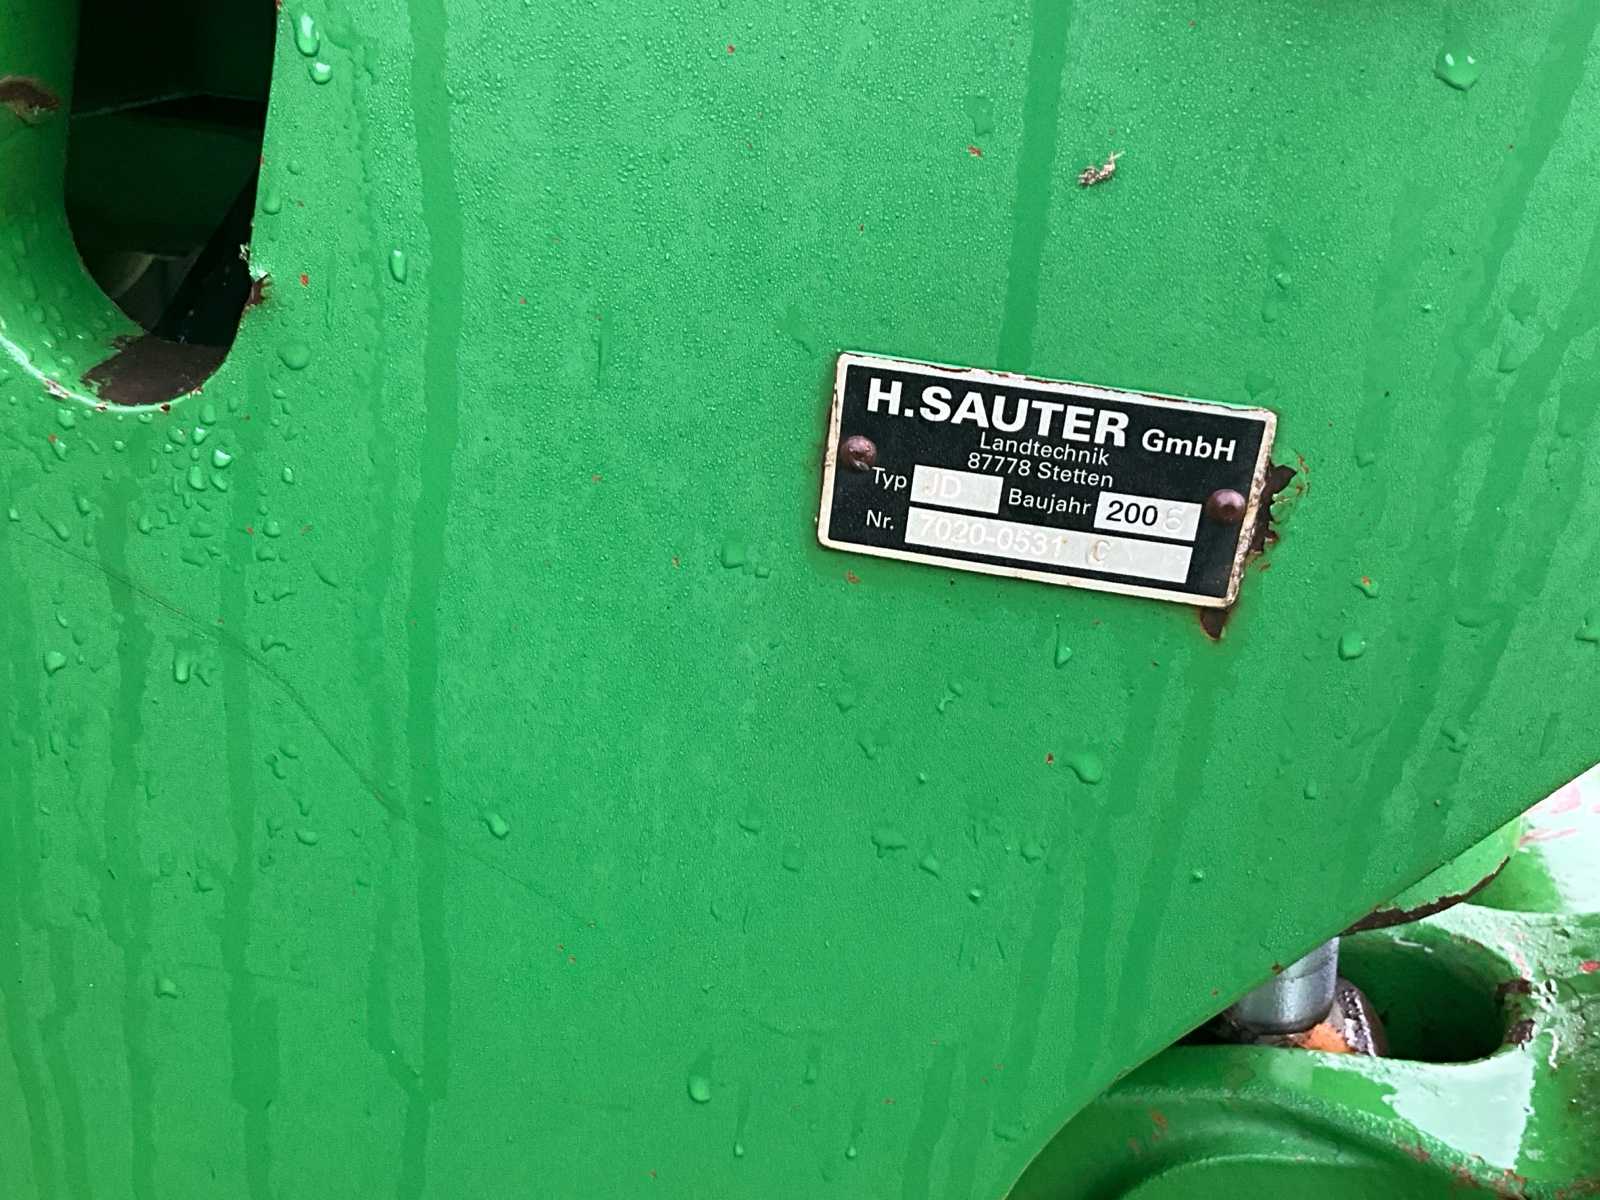 H.SAUTER GmbH
Landtechnik
87778 Stetten
Typ JD Baujahr 2006
Nr. 7020-0531 C